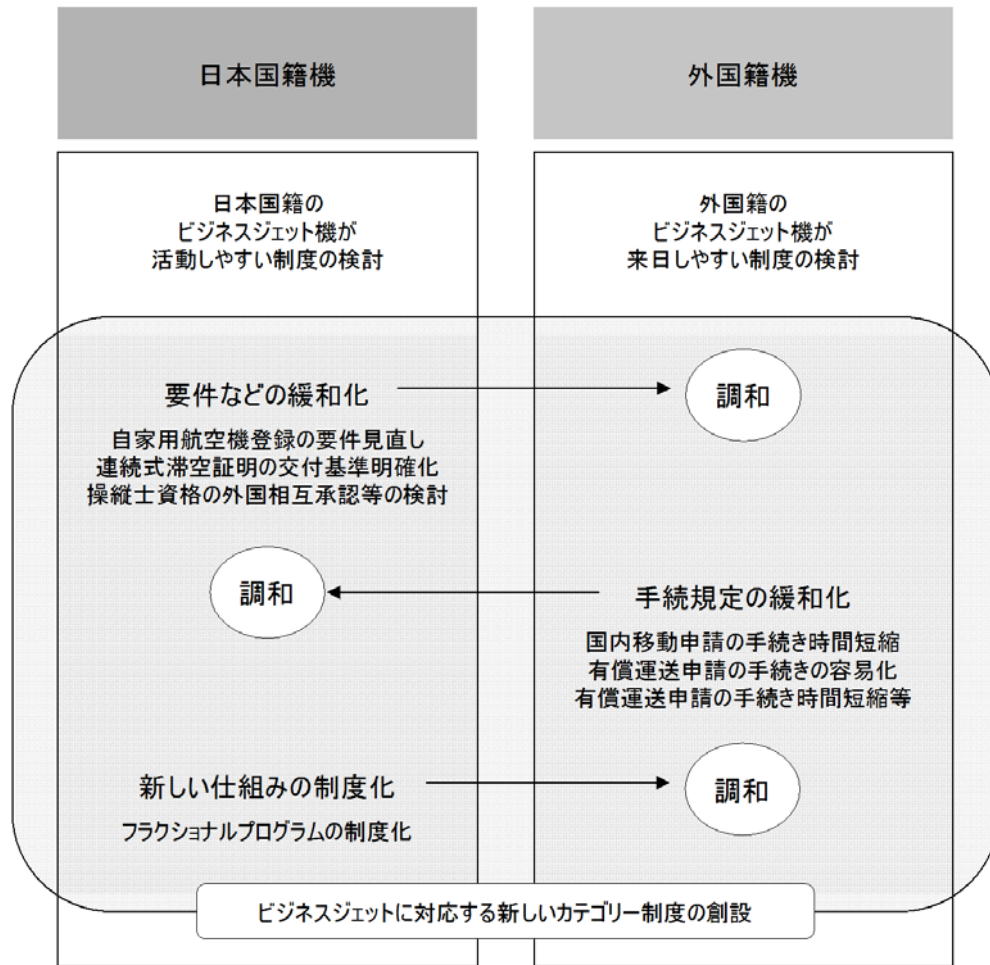 日本国籍機
外国籍機
日本国籍の
ビジネスジェット機が
活動しやすい制度の検討
外国籍の
ビジネスジェット機が
来日しやすい制度の検討
要件などの緩和化
調和
自家用航空機登録の要件見直し
連続式滞空証明の交付基準明確化
操縦士資格の外国相互承認等の検討
調和
手続規定の緩和化
国内移動申請の手続き時間短縮
有償運送申請の手続きの容易化
有償運送申請の手続き時間短縮等
新しい仕組みの制度化
調和
フラクショナルプログラムの制度化
ビジネスジェットに対応する新しいカテゴリー制度の創設